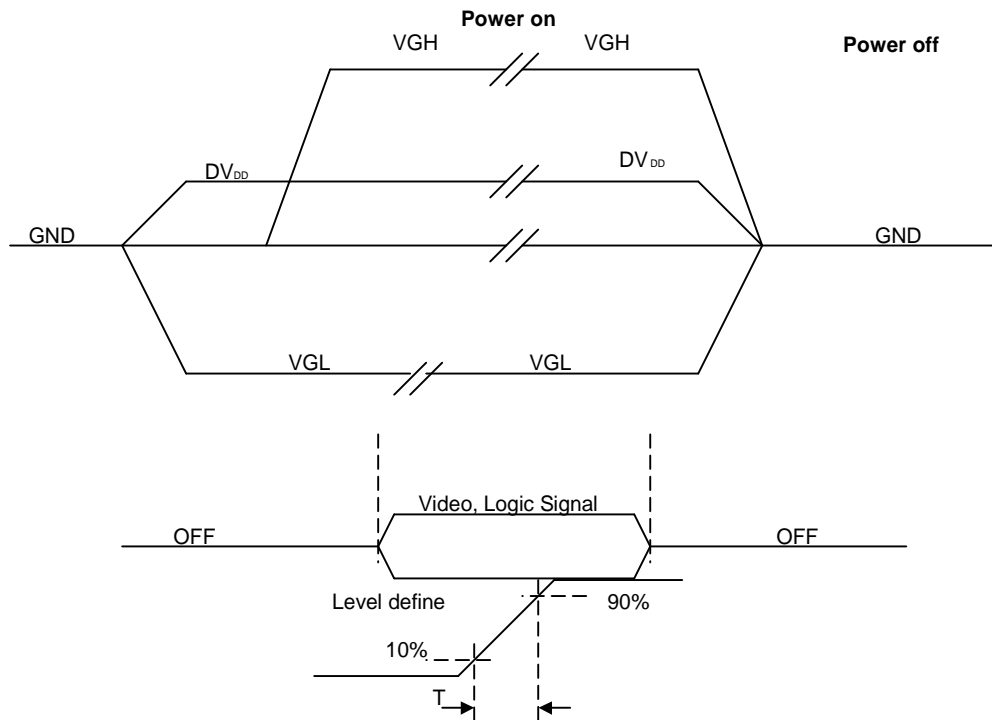 Power on
VGH VGH
Power off
DVDD DVDD
GND GND
VGL VGL
Video, Logic Signal
OFF OFF
Level define
90%
10%
T